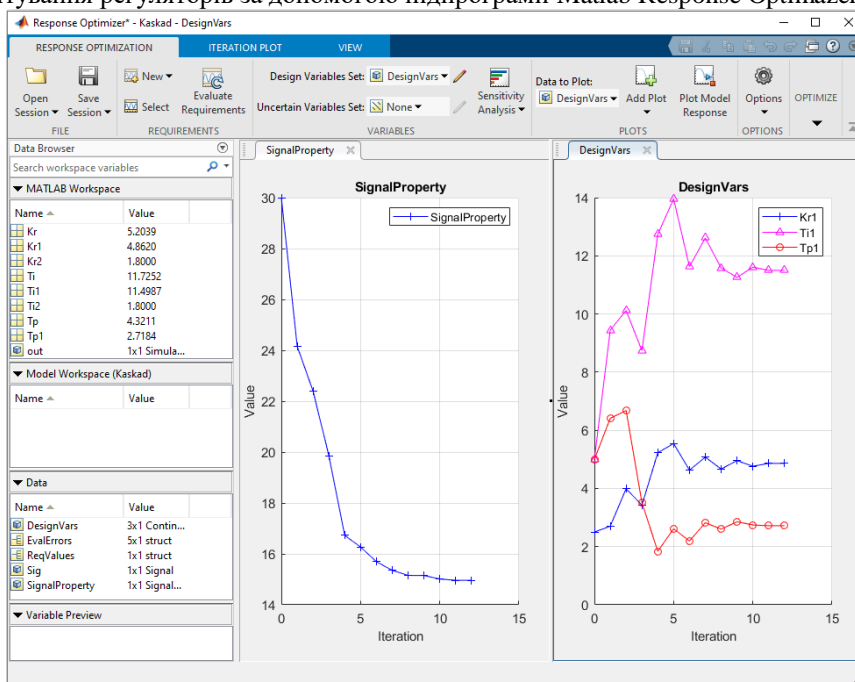 регуляторів за допомогою підпрограми Matlab Response
Response Optimizer* - Kaskad - DesignVars
RESPONSE OPTIMIZATION ITERATION PLOT VIEW
Open Session
Save Session
FILE
New
Select
Evaluate Requirements
REQUIREMENTS
Design Variables Set: DesignVars
Uncertain Variables Set: None
Sensitivity Analysis
VARIABLES
Data to Plot:
DesignVars
Add Plot
Plot Model Response
PLOTS
Options
OPTIONS
OPTIMIZE
Data Browser
Search workspace variables
MATLAB Workspace
Name Value
Kr 5.2039
Kr1 4.8620
Kr2 1.8000
Ti 11.7252
Ti1 11.4987
Ti2 1.8000
Tp 4.3211
Tp1 2.7184
out 1x1 Simula...
Model Workspace (Kaskad)
Name Value
Data
Name Value
DesignVars 3x1 Contin...
EvalErrors 5x1 struct
ReqValues 1x1 struct
Sig 1x1 Signal
SignalProperty 1x1 Signal...
Variable Preview
SignalProperty
SignalProperty
SignalProperty
30
28
26
24
22
20
18
16
14
Value
0 5 10 15
Iteration
DesignVars
DesignVars
Kr1
Ti1
Tp1
14
12
10
8
6
4
2
0
Value
0 5 10 15
Iteration